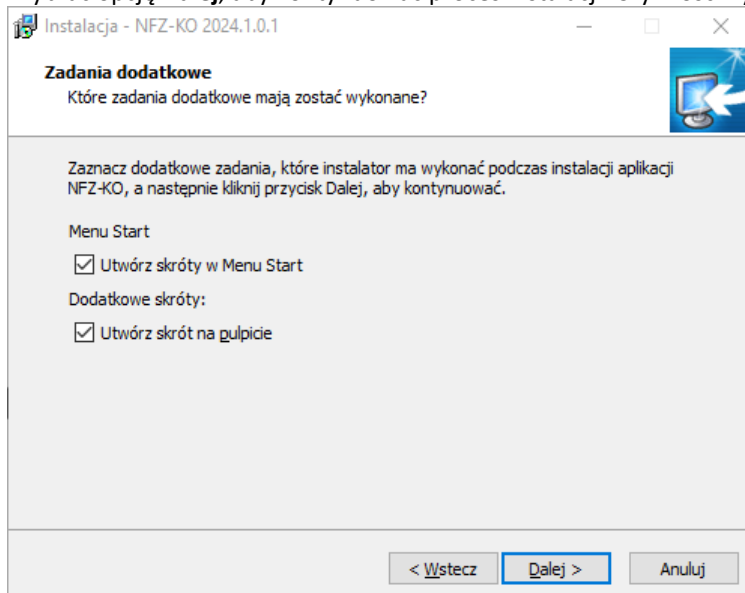 Instalacja - NFZ-KO 2024.1.0.1
Zadania dodatkowe
Które zadania dodatkowe mają zostać wykonane?
Zaznacz dodatkowe zadania, które instalator ma wykonać podczas instalacji aplikacji
NFZ-KO, a następnie kliknij przycisk Dalej, aby kontynuować.
Menu Start
Utwórz skróty w Menu Start
Dodatkowe skróty:
Utwórz skrót na pulpicie
< Wstecz
Dalej >
Anuluj